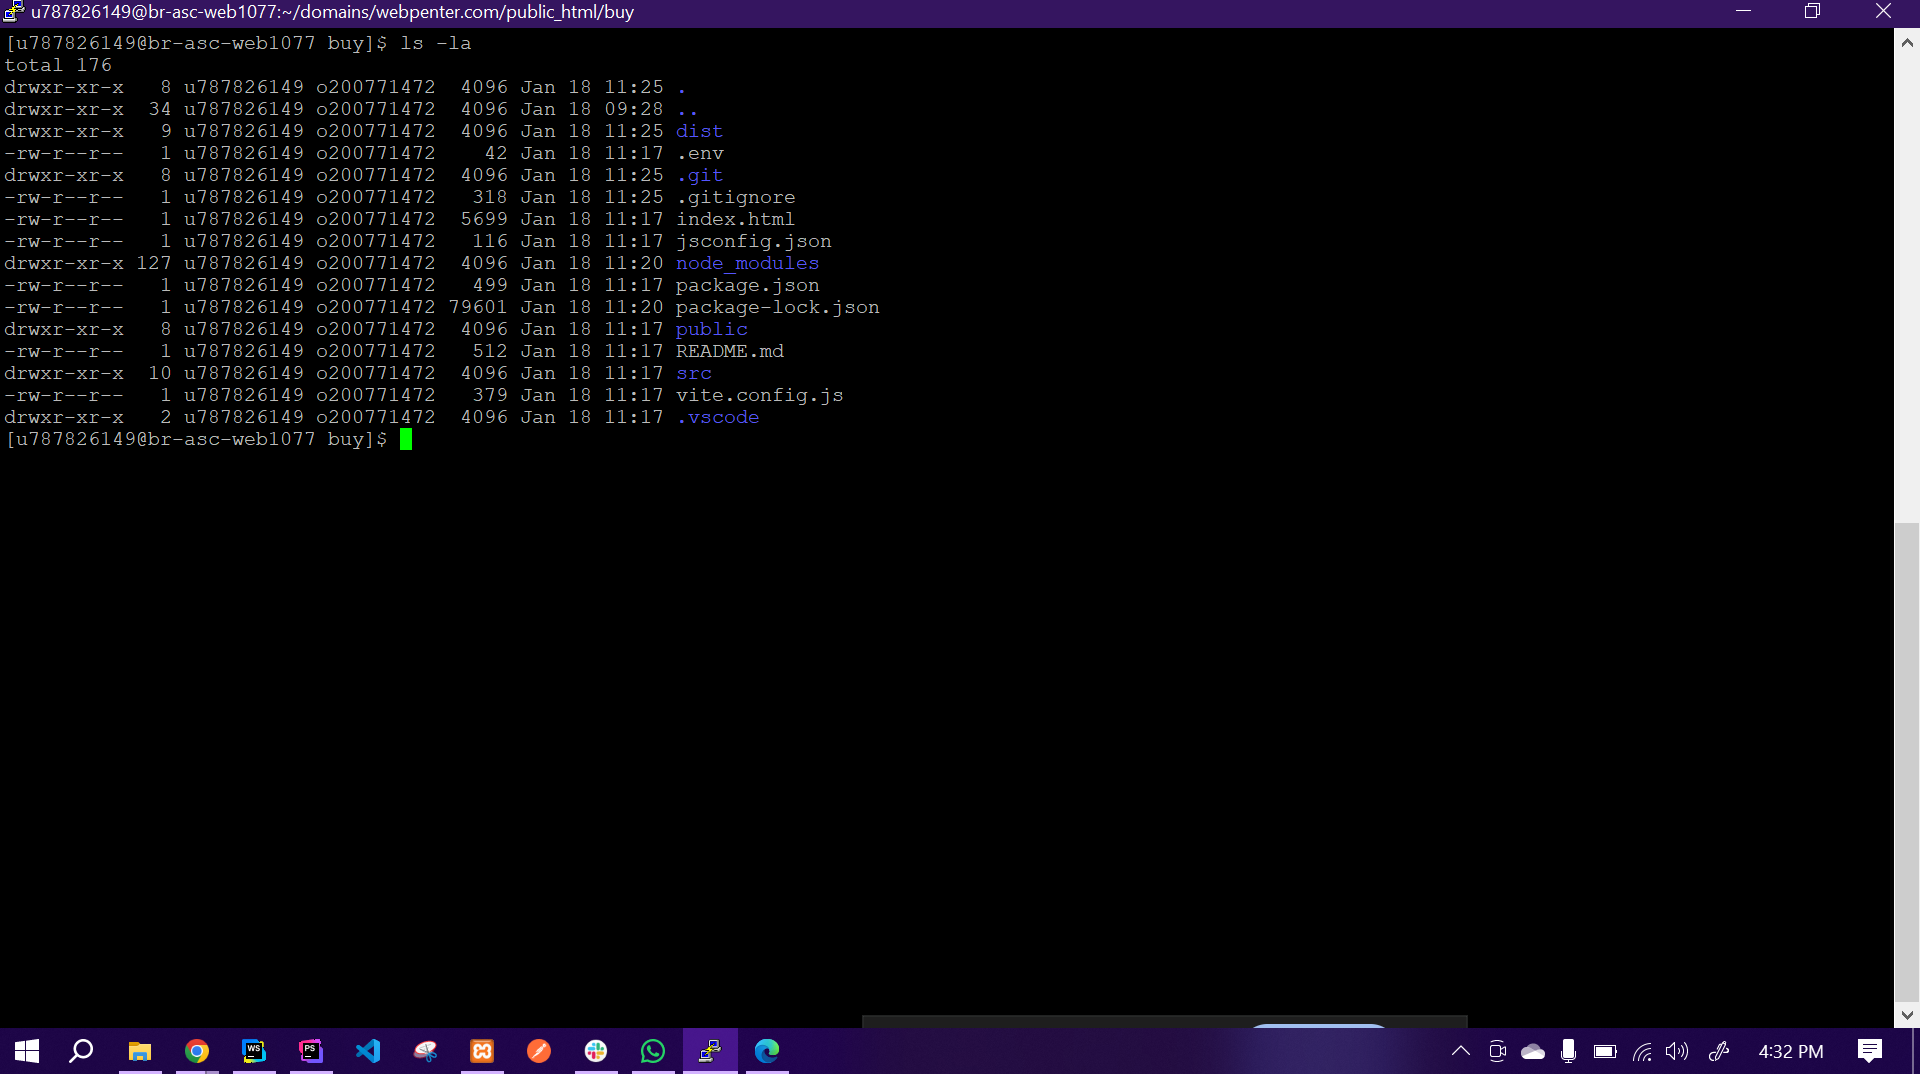 u787826149@br-asc-web1077:~/domains/webpenter.com/public_html/buy
[u787826149@br-asc-web1077 buy]$ ls -la
total 176
drwxr-xr-x   8 u787826149 o200771472  4096 Jan 18 11:25 .
drwxr-xr-x  34 u787826149 o200771472  4096 Jan 18 09:28 ..
drwxr-xr-x   9 u787826149 o200771472  4096 Jan 18 11:25 dist
-rw-r--r--   1 u787826149 o200771472    42 Jan 18 11:17 .env
drwxr-xr-x   8 u787826149 o200771472  4096 Jan 18 11:25 .git
-rw-r--r--   1 u787826149 o200771472   318 Jan 18 11:25 .gitignore
-rw-r--r--   1 u787826149 o200771472  5699 Jan 18 11:17 index.html
-rw-r--r--   1 u787826149 o200771472   116 Jan 18 11:17 jsconfig.json
drwxr-xr-x 127 u787826149 o200771472  4096 Jan 18 11:20 node_modules
-rw-r--r--   1 u787826149 o200771472   499 Jan 18 11:17 package.json
-rw-r--r--   1 u787826149 o200771472 79601 Jan 18 11:20 package-lock.json
drwxr-xr-x   8 u787826149 o200771472  4096 Jan 18 11:17 public
-rw-r--r--   1 u787826149 o200771472   512 Jan 18 11:17 README.md
drwxr-xr-x  10 u787826149 o200771472  4096 Jan 18 11:17 src
-rw-r--r--   1 u787826149 o200771472   379 Jan 18 11:17 vite.config.js
drwxr-xr-x   2 u787826149 o200771472  4096 Jan 18 11:17 .vscode
[u787826149@br-asc-web1077 buy]$
WS
PS
4:32 PM